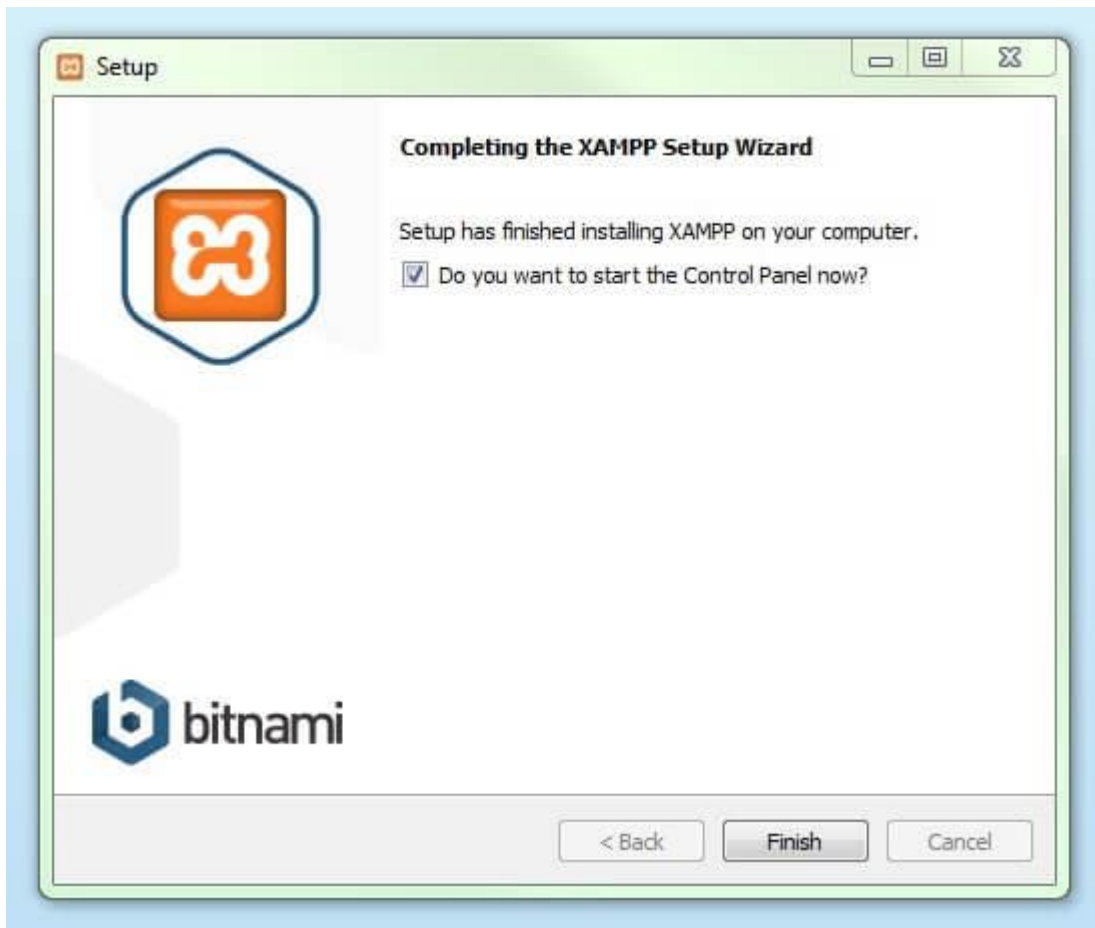 Setup
Completing the XAMPP Setup Wizard
Setup has finished installing XAMPP on your computer.
Do you want to start the Control Panel now?
bitnami
< Back
Finish
Cancel